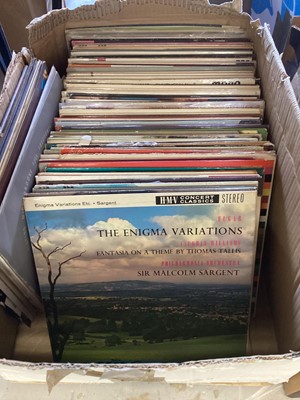 Enigma Variations Etc. • Sargent.
HMV CONCERT CLASSICS STEREO
ELGAR
THE ENIGMA VARIATIONS
VAUGHAN WILLIAMS
FANTASIA ON A THEME BY THOMAS TALLIS
PHILHARMONIA ORCHESTRA
SIR MALCOLM SARGENT